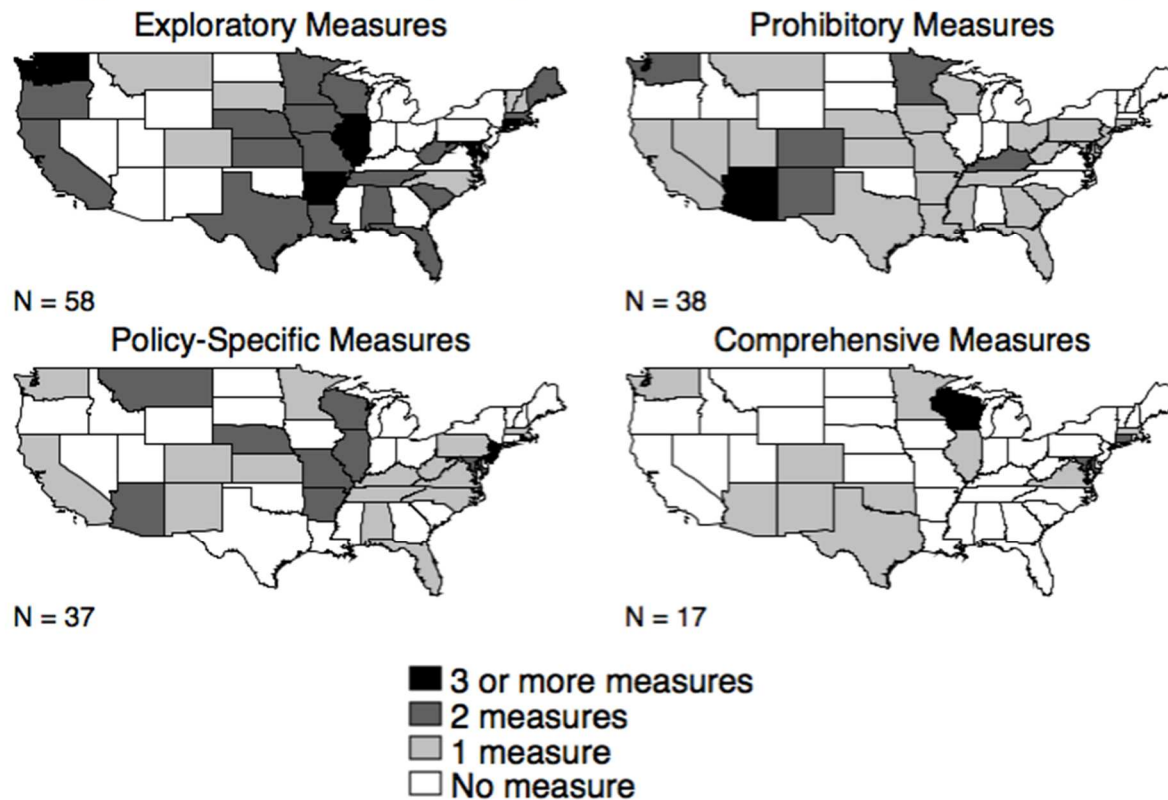 Exploratory Measures
Prohibitory Measures
N = 58
N = 38
Policy-Specific Measures
Comprehensive Measures
N = 37
N = 17
3 or more measures
2 measures
1 measure
No measure